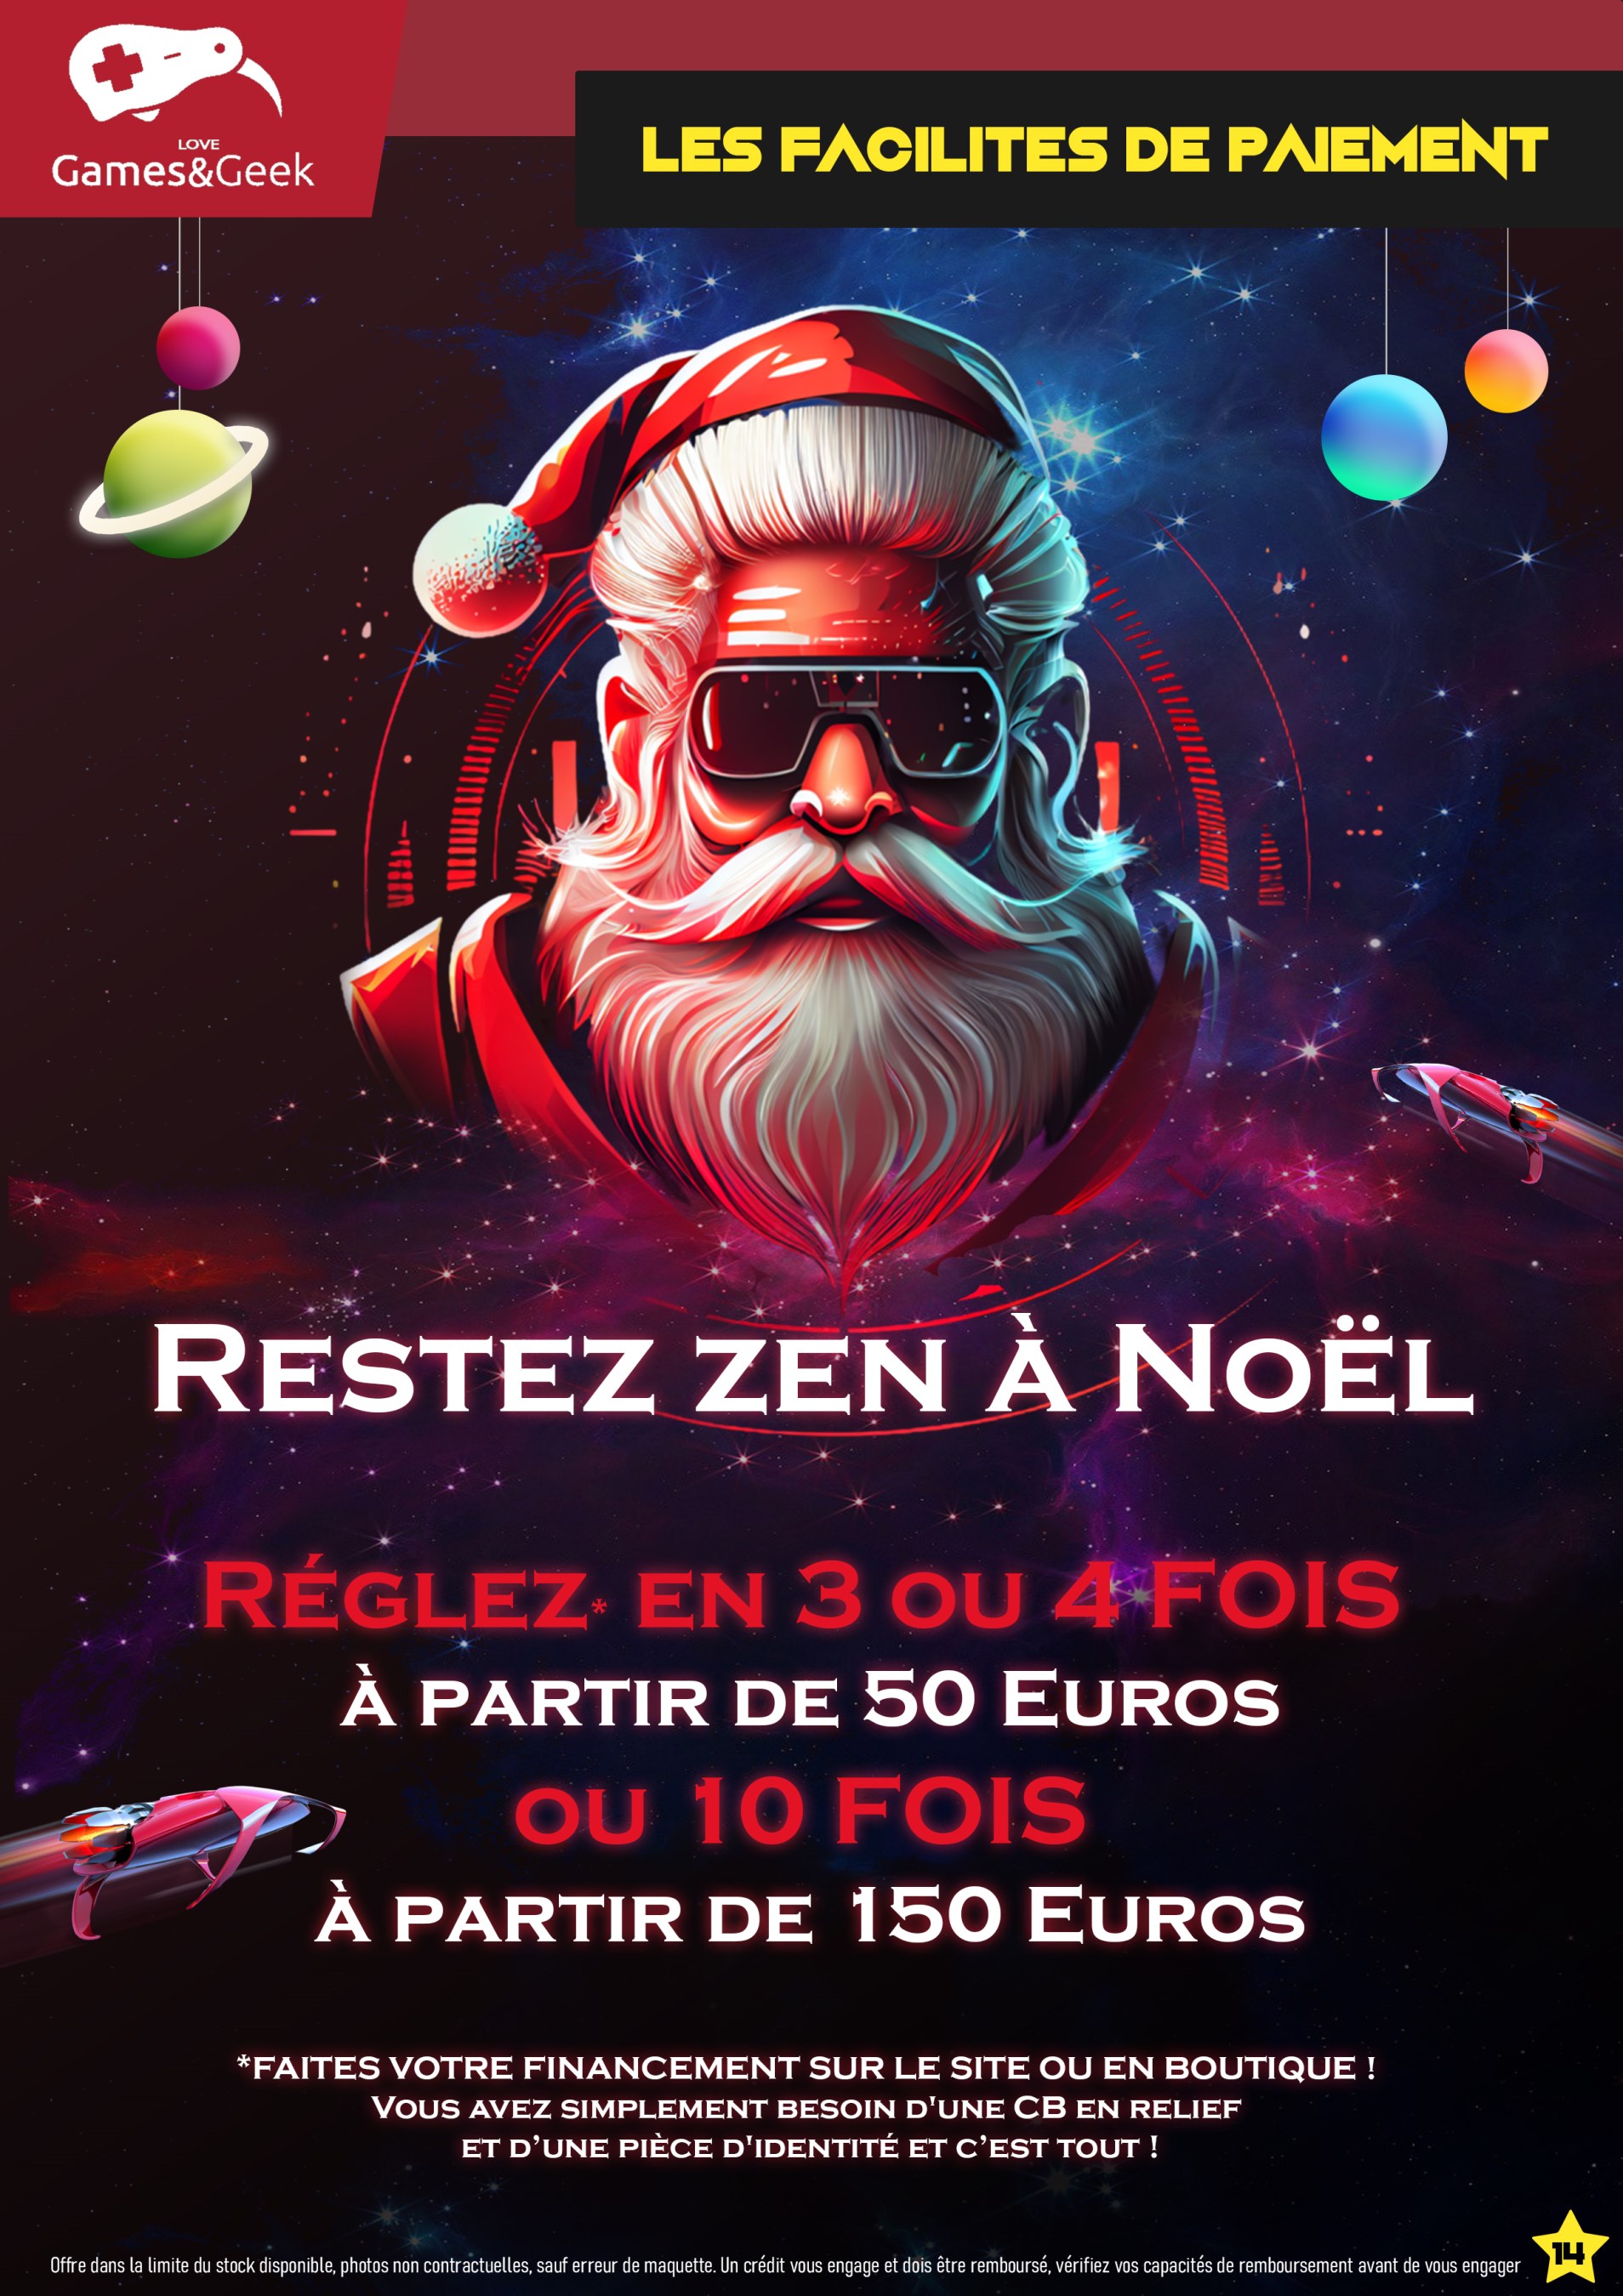 LOVE
Games&Geek
LES FACILITES DE PAIEMENT
Restez zen à Noël
Réglez* en 3 ou 4 FOIS
à partir de 50 Euros
ou 10 FOIS
à partir de 150 Euros
*faites votre financement sur le site ou en boutique !
Vous avez simplement besoin d'une CB en relief
et d’une pièce d'identité et c’est tout !
Offre dans la limite du stock disponible, photos non contractuelles, sauf erreur de maquette. Un crédit vous engage et dois être remboursé, vérifiez vos capacités de remboursement avant de vous engager
14